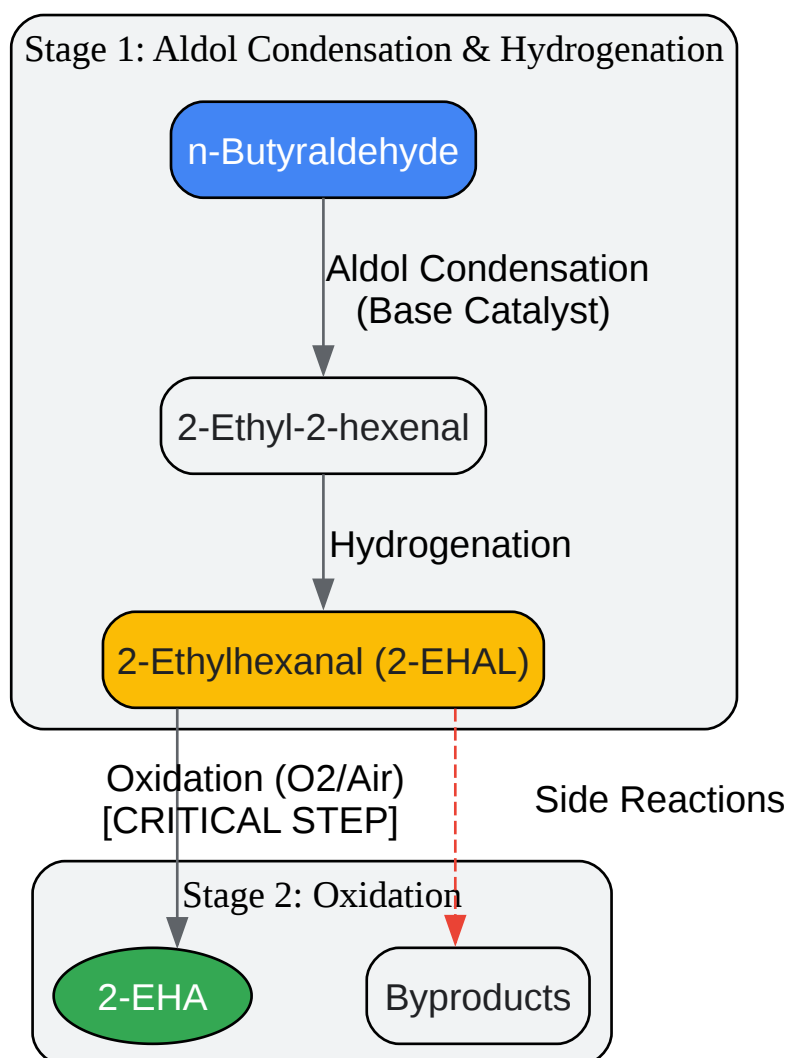 Stage 1: Aldol Condensation & Hydrogenation
n-Butyraldehyde
Aldol Condensation
(Base Catalyst)
2-Ethyl-2-hexenal
Hydrogenation
2-Ethylhexanal (2-EHAL)
Oxidation (O2/Air)
[CRITICAL STEP]
Side Reactions
Stage 2: Oxidation
2-EHA
Byproducts